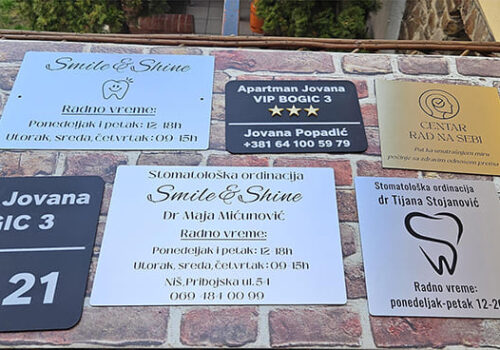 Smile & Shine
Radno vreme:
Ponedeljak i petak: 12-18h
Utorak, sreda, četvrtak: 09-15h
Apartman Jovana
VIP BOGIC 3
Jovana Popadić
+381 64 100 59 79
CENTAR
RAD NA SEBI
Put ka unutrašnjem miru
počinje sa zdravim odnosom prema
Jovana
GIC 3
21
Stomatološka ordinacija
Smile & Shine
Dr Maja Mićunović
Radno vreme:
Ponedeljak i petak: 12-18h
Utorak, sreda, četvrtak: 09-15h
Niš, Pribojska ul. 54
069 484 00 99
Stomatološka ordinacija
dr Tijana Stojanović
Radno vreme:
ponedeljak-petak 12-20